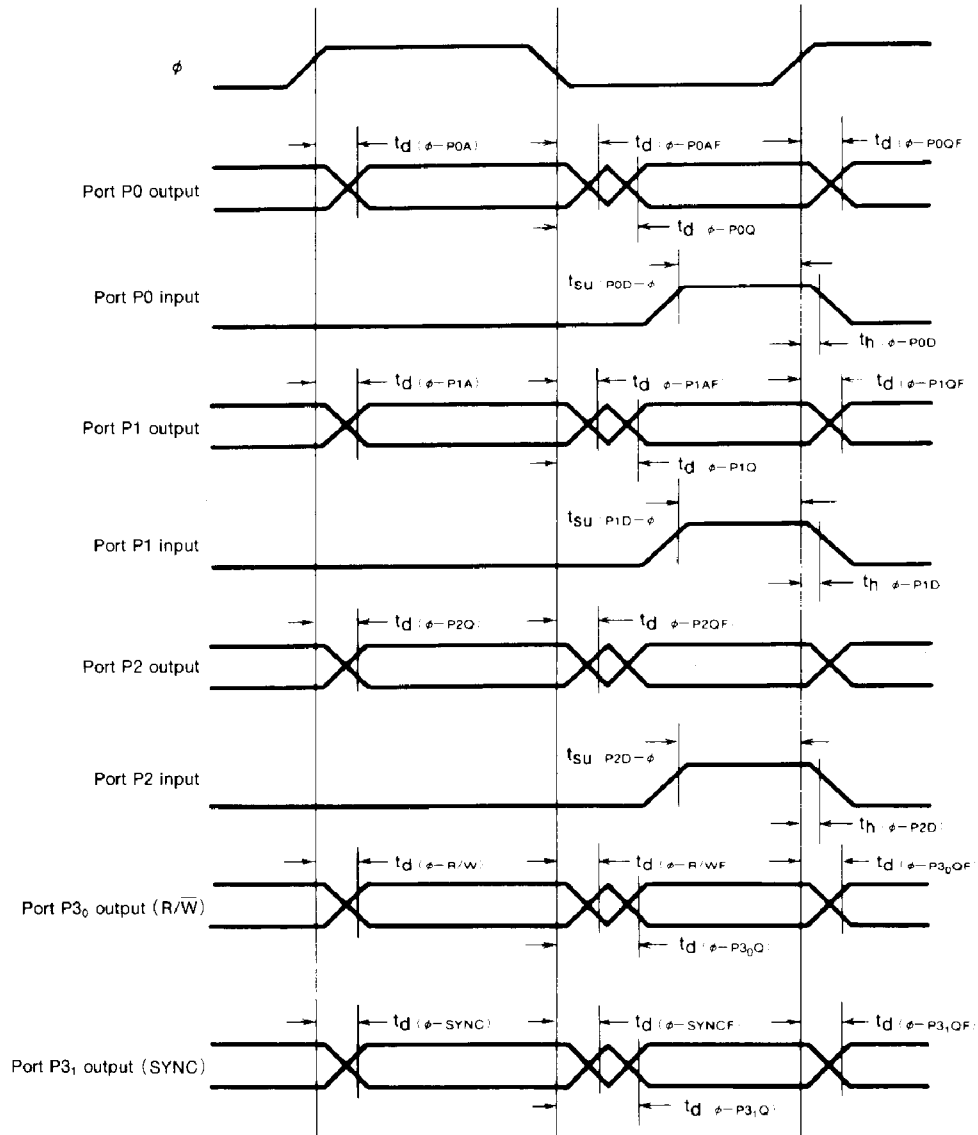 φ
td (φ−P0A)
td (φ−P0AF
td (φ−P0QF
Port P0 output
td φ−P0Q
tsu (P0D−φ
Port P0 input
th (φ−P0D
td (φ−P1A)
td φ−P1AF)
td (φ−P1QF
Port P1 output
td φ−P1Q
tsu (P1D−φ
Port P1 input
th φ−P1D
td (φ−P2Q)
td φ−P2QF)
Port P2 output
tsu P2D−φ
Port P2 input
th (φ−P2D)
td (φ−R/W)
td (φ−R/WF
td (φ−P3₀QF)
Port P3₀ output (R/W̅)
td φ−P3₀Q)
td (φ−SYNC)
td (φ−SYNCF)
td (φ−P3₁QF)
Port P3₁ output (SYNC)
td φ−P3₁Q)